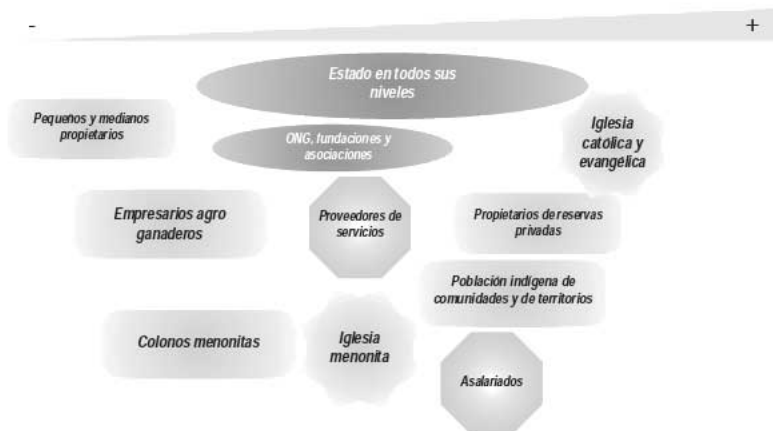 - +
Estado en todos sus
niveles
Pequeños y medianos
propietarios
Iglesia
católica y
evangélica
ONG, fundaciones y
asociaciones
Empresarios agro
ganaderos
Proveedores de
servicios
Propietarios de reservas
privadas
Población indígena de
comunidades y de territorios
Colonos menonitas
Iglesia
menonita
Asalariados